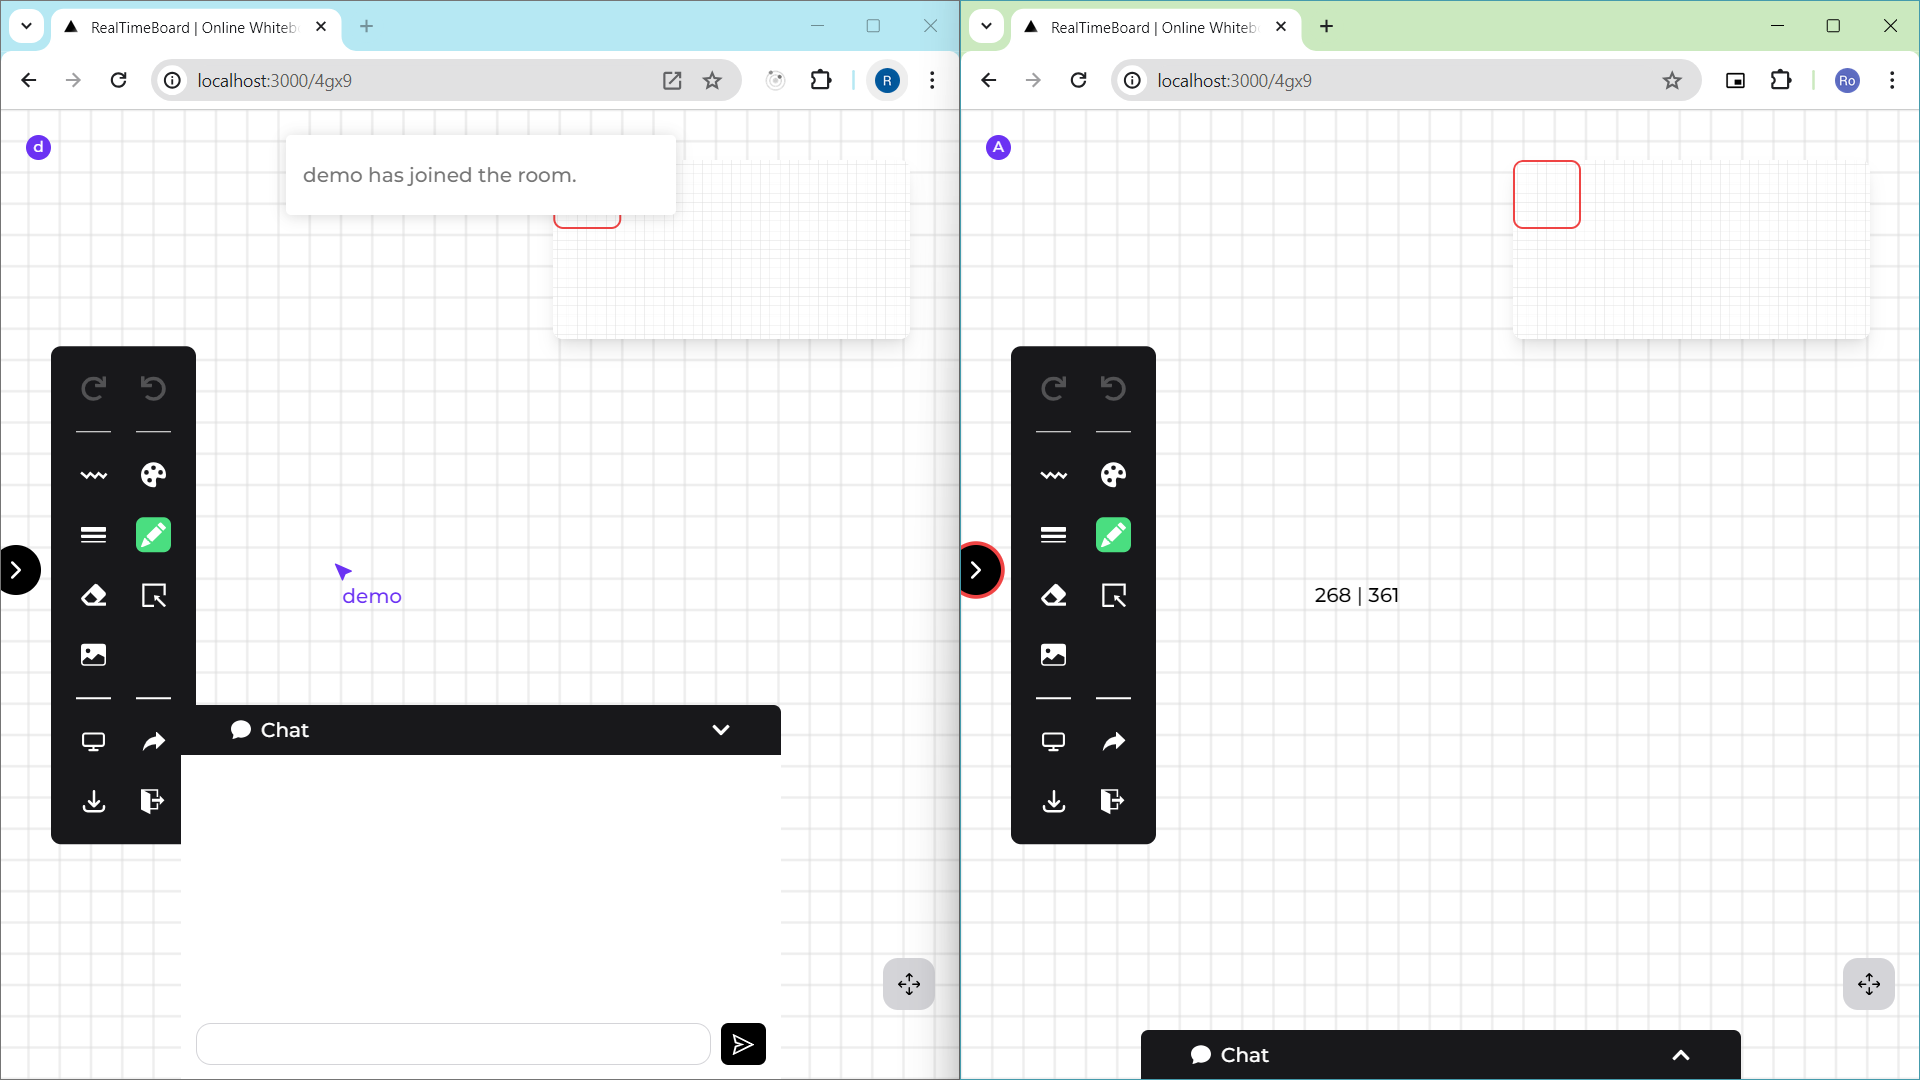 RealTimeBoard | Online Whiteb
localhost:3000/4gx9
R
d
demo has joined the room.
demo
Chat
RealTimeBoard | Online Whiteb
localhost:3000/4gx9
Ro
A
268 | 361
Chat